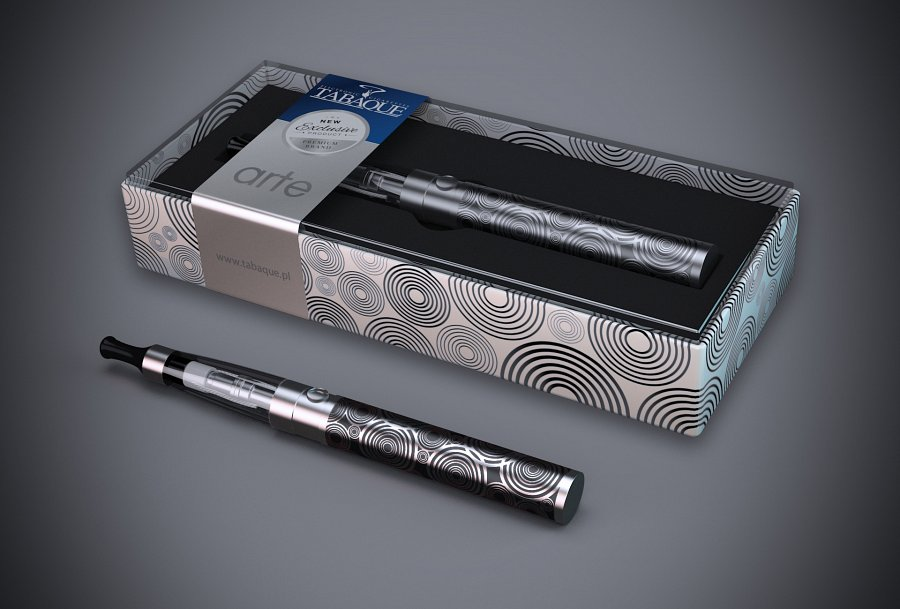 TABAQUE
NEW
Exclusive
PRODUCT
PREMIUM
BRAND
arte
www.tabaque.pl